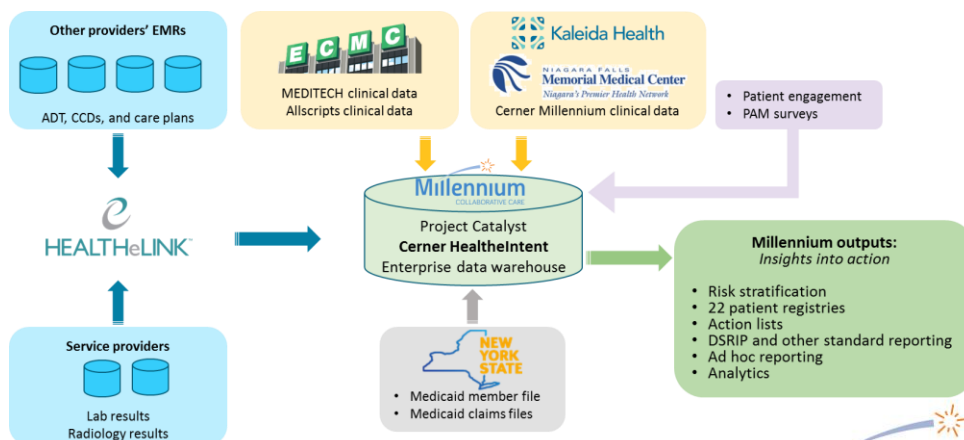 Other providers' EMRs
ADT, CCDs, and care plans
ECMC
MEDITECH clinical data
Allscripts clinical data
Kaleida Health
NIAGARA FALLS
Memorial Medical Center
Niagara's Premier Health Network
Cerner Millennium clinical data
• Patient engagement
• PAM surveys
HEALTHeLINK™
Millennium
COLLABORATIVE CARE
Project Catalyst
Cerner HealtheIntent
Enterprise data warehouse
Millennium outputs:
Insights into action
• Risk stratification
• 22 patient registries
• Action lists
• DSRIP and other standard reporting
• Ad hoc reporting
• Analytics
Service providers
Lab results
Radiology results
NEW
YORK
STATE
• Medicaid member file
• Medicaid claims files